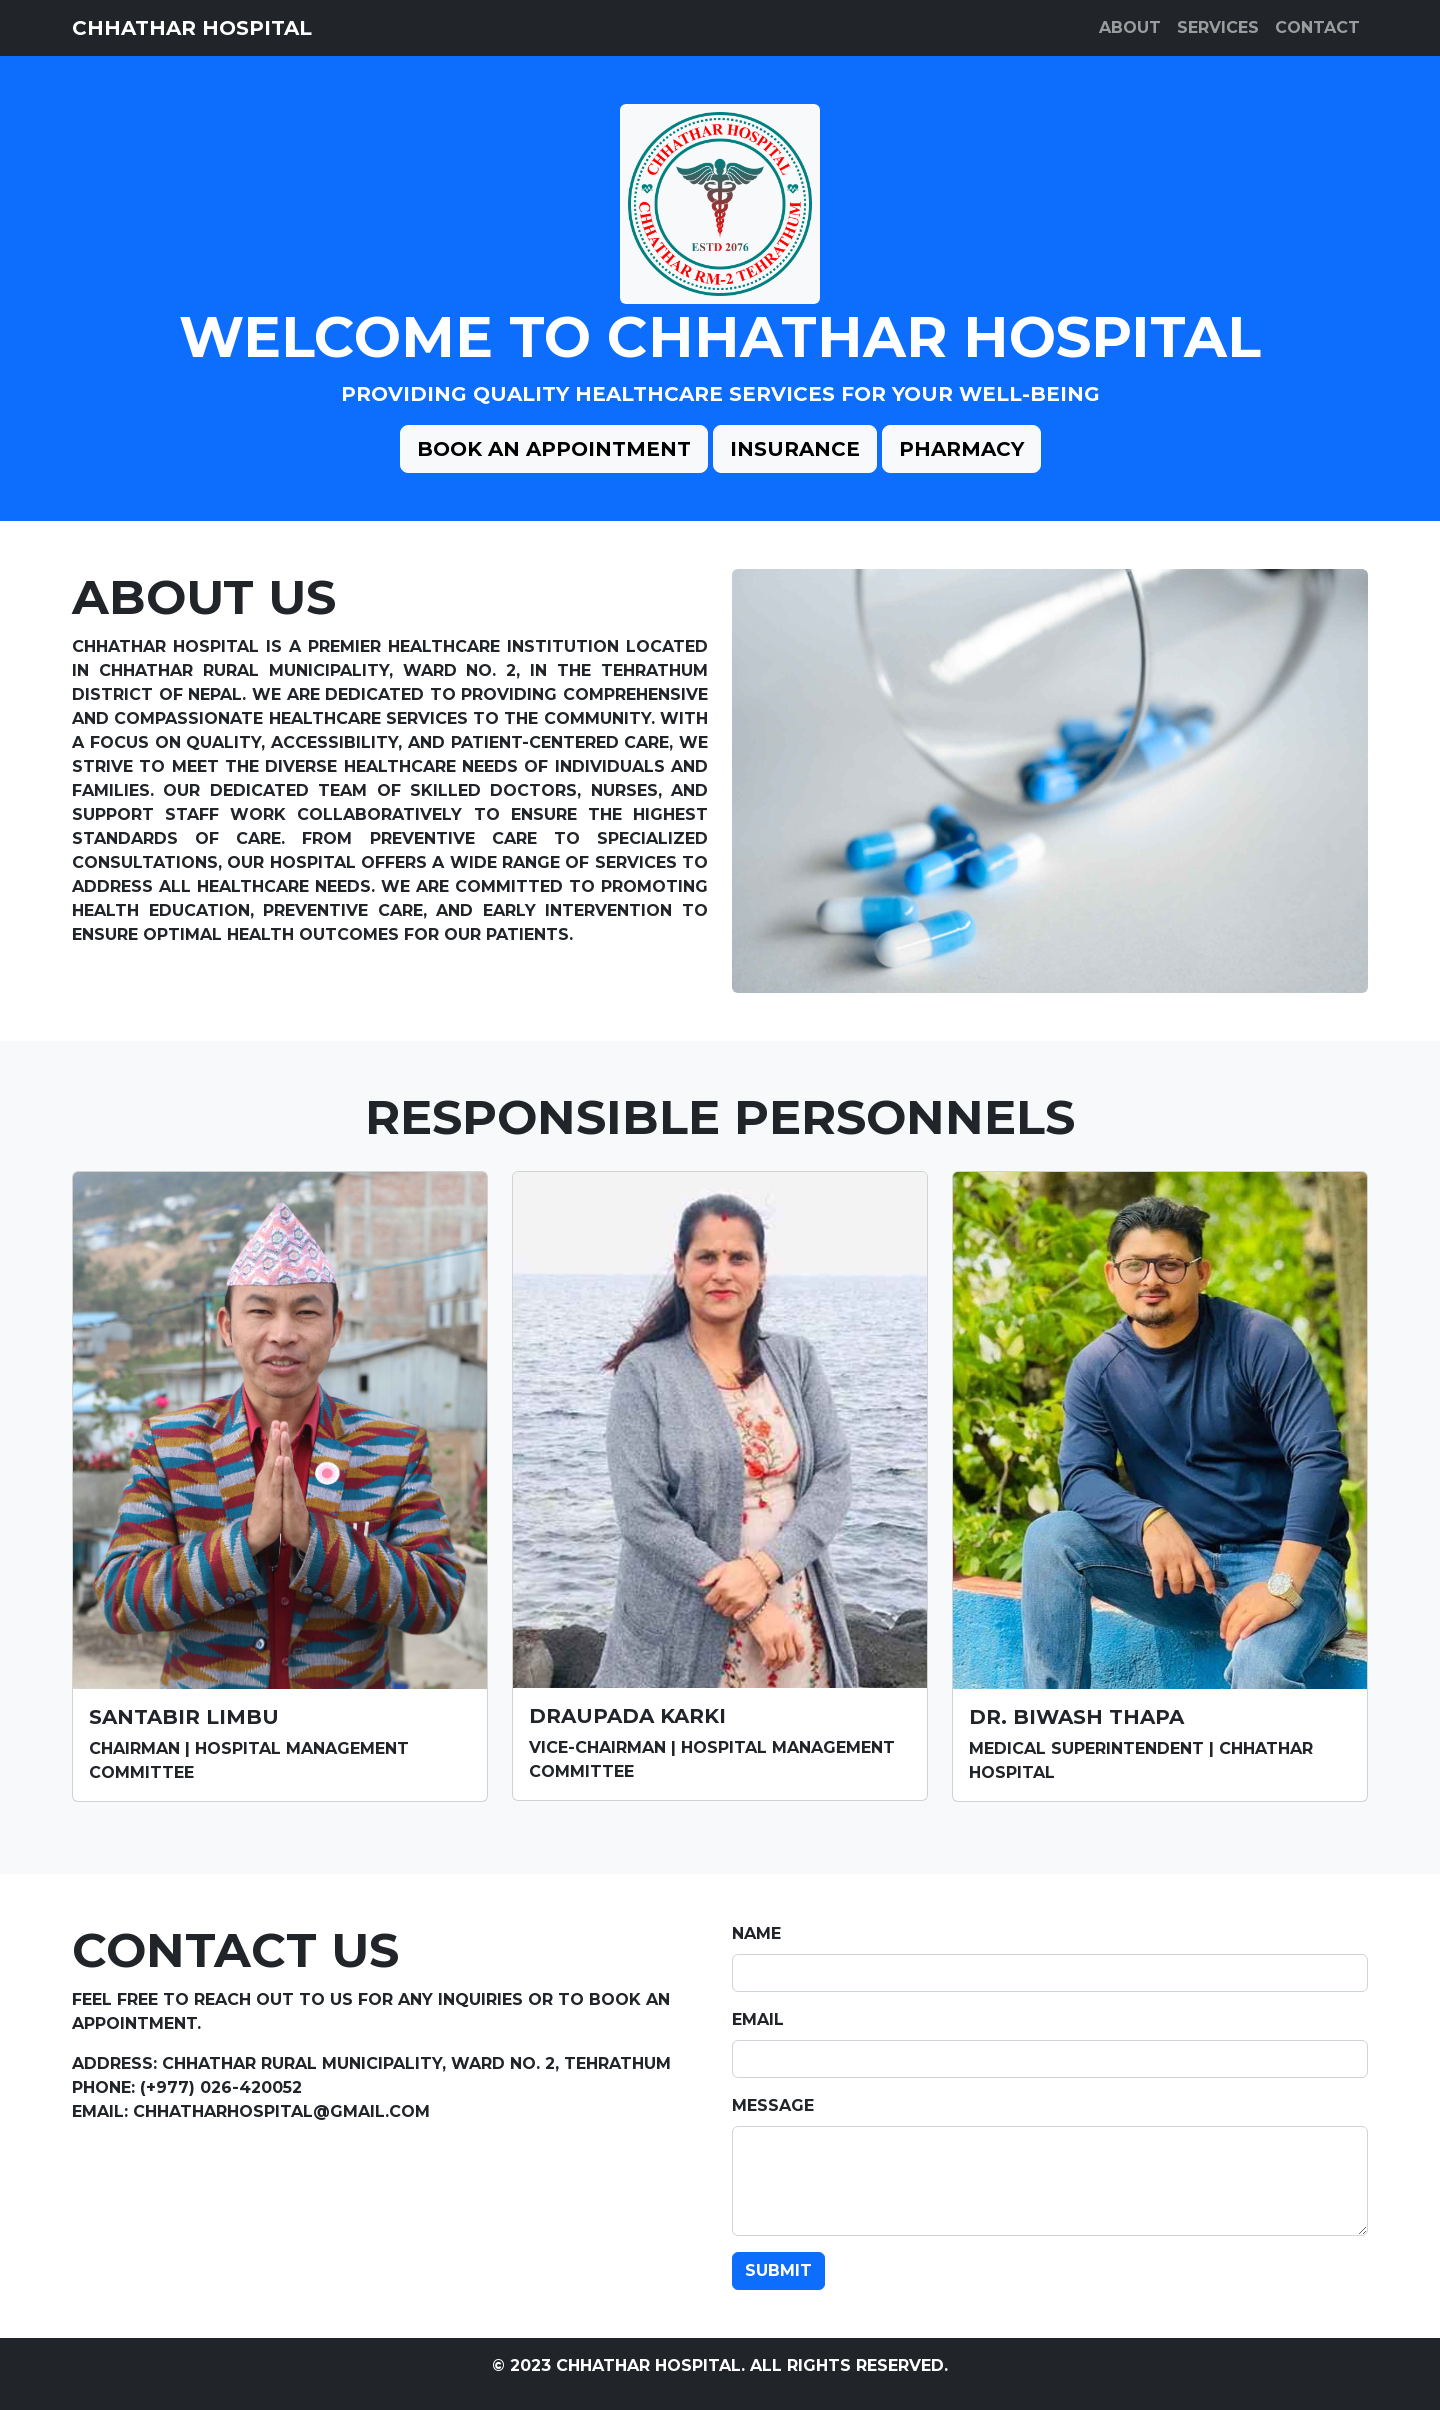 CHHATHAR HOSPITAL
ABOUT SERVICES CONTACT
CHHATHAR HOSPITAL
ESTD 2076
CHHATHAR RM-2 TEHRATHUM
WELCOME TO CHHATHAR HOSPITAL
PROVIDING QUALITY HEALTHCARE SERVICES FOR YOUR WELL-BEING
BOOK AN APPOINTMENT INSURANCE PHARMACY
ABOUT US
CHHATHAR HOSPITAL IS A PREMIER HEALTHCARE INSTITUTION LOCATED
IN CHHATHAR RURAL MUNICIPALITY, WARD NO. 2, IN THE TEHRATHUM
DISTRICT OF NEPAL. WE ARE DEDICATED TO PROVIDING COMPREHENSIVE
AND COMPASSIONATE HEALTHCARE SERVICES TO THE COMMUNITY. WITH
A FOCUS ON QUALITY, ACCESSIBILITY, AND PATIENT-CENTERED CARE, WE
STRIVE TO MEET THE DIVERSE HEALTHCARE NEEDS OF INDIVIDUALS AND
FAMILIES. OUR DEDICATED TEAM OF SKILLED DOCTORS, NURSES, AND
SUPPORT STAFF WORK COLLABORATIVELY TO ENSURE THE HIGHEST
STANDARDS OF CARE. FROM PREVENTIVE CARE TO SPECIALIZED
CONSULTATIONS, OUR HOSPITAL OFFERS A WIDE RANGE OF SERVICES TO
ADDRESS ALL HEALTHCARE NEEDS. WE ARE COMMITTED TO PROMOTING
HEALTH EDUCATION, PREVENTIVE CARE, AND EARLY INTERVENTION TO
ENSURE OPTIMAL HEALTH OUTCOMES FOR OUR PATIENTS.
RESPONSIBLE PERSONNELS
SANTABIR LIMBU
CHAIRMAN | HOSPITAL MANAGEMENT
COMMITTEE
DRAUPADA KARKI
VICE-CHAIRMAN | HOSPITAL MANAGEMENT
COMMITTEE
DR. BIWASH THAPA
MEDICAL SUPERINTENDENT | CHHATHAR
HOSPITAL
CONTACT US
FEEL FREE TO REACH OUT TO US FOR ANY INQUIRIES OR TO BOOK AN
APPOINTMENT.
ADDRESS: CHHATHAR RURAL MUNICIPALITY, WARD NO. 2, TEHRATHUM
PHONE: (+977) 026-420052
EMAIL: CHHATHARHOSPITAL@GMAIL.COM
NAME
EMAIL
MESSAGE
SUBMIT
© 2023 CHHATHAR HOSPITAL. ALL RIGHTS RESERVED.